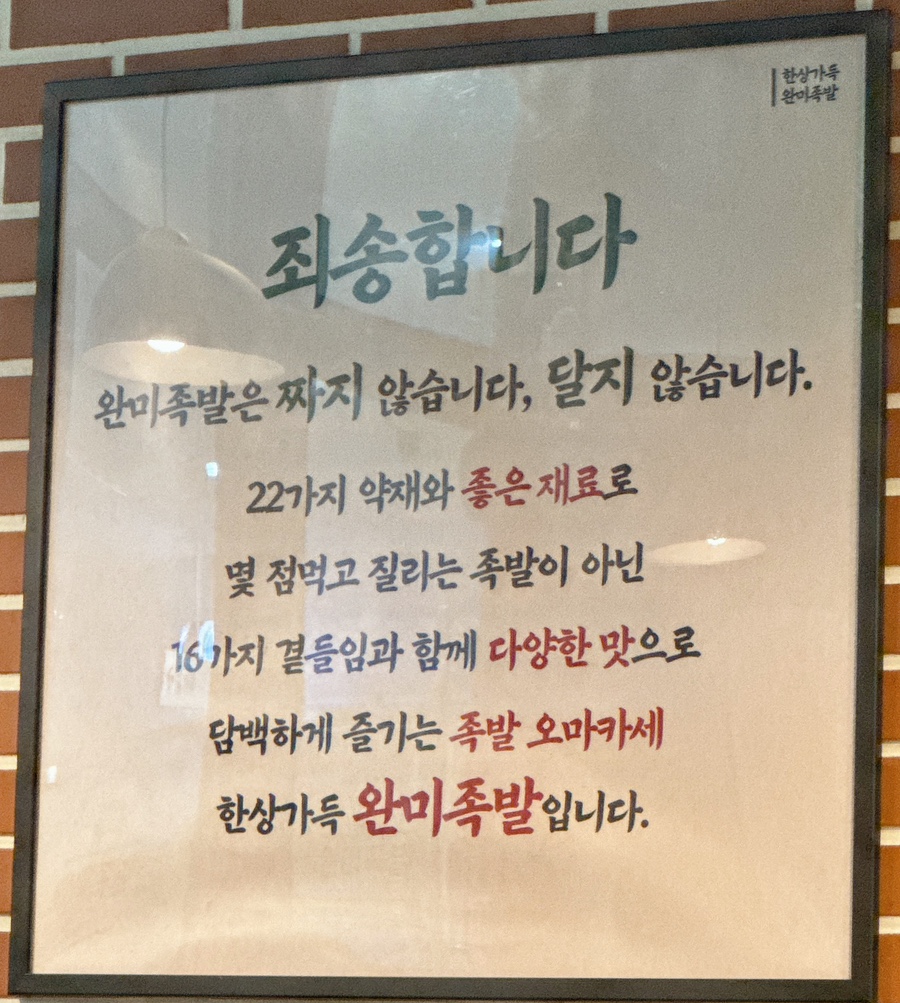 한상가득
완미족발
죄송합니다
완미족발은 짜지 않습니다, 달지 않습니다.
22가지 약재와 좋은 재료로
몇 점먹고 질리는 족발이 아닌
16가지 곁들임과 함께 다양한 맛으로
담백하게 즐기는 족발 오마카세
한상가득 완미족발입니다.